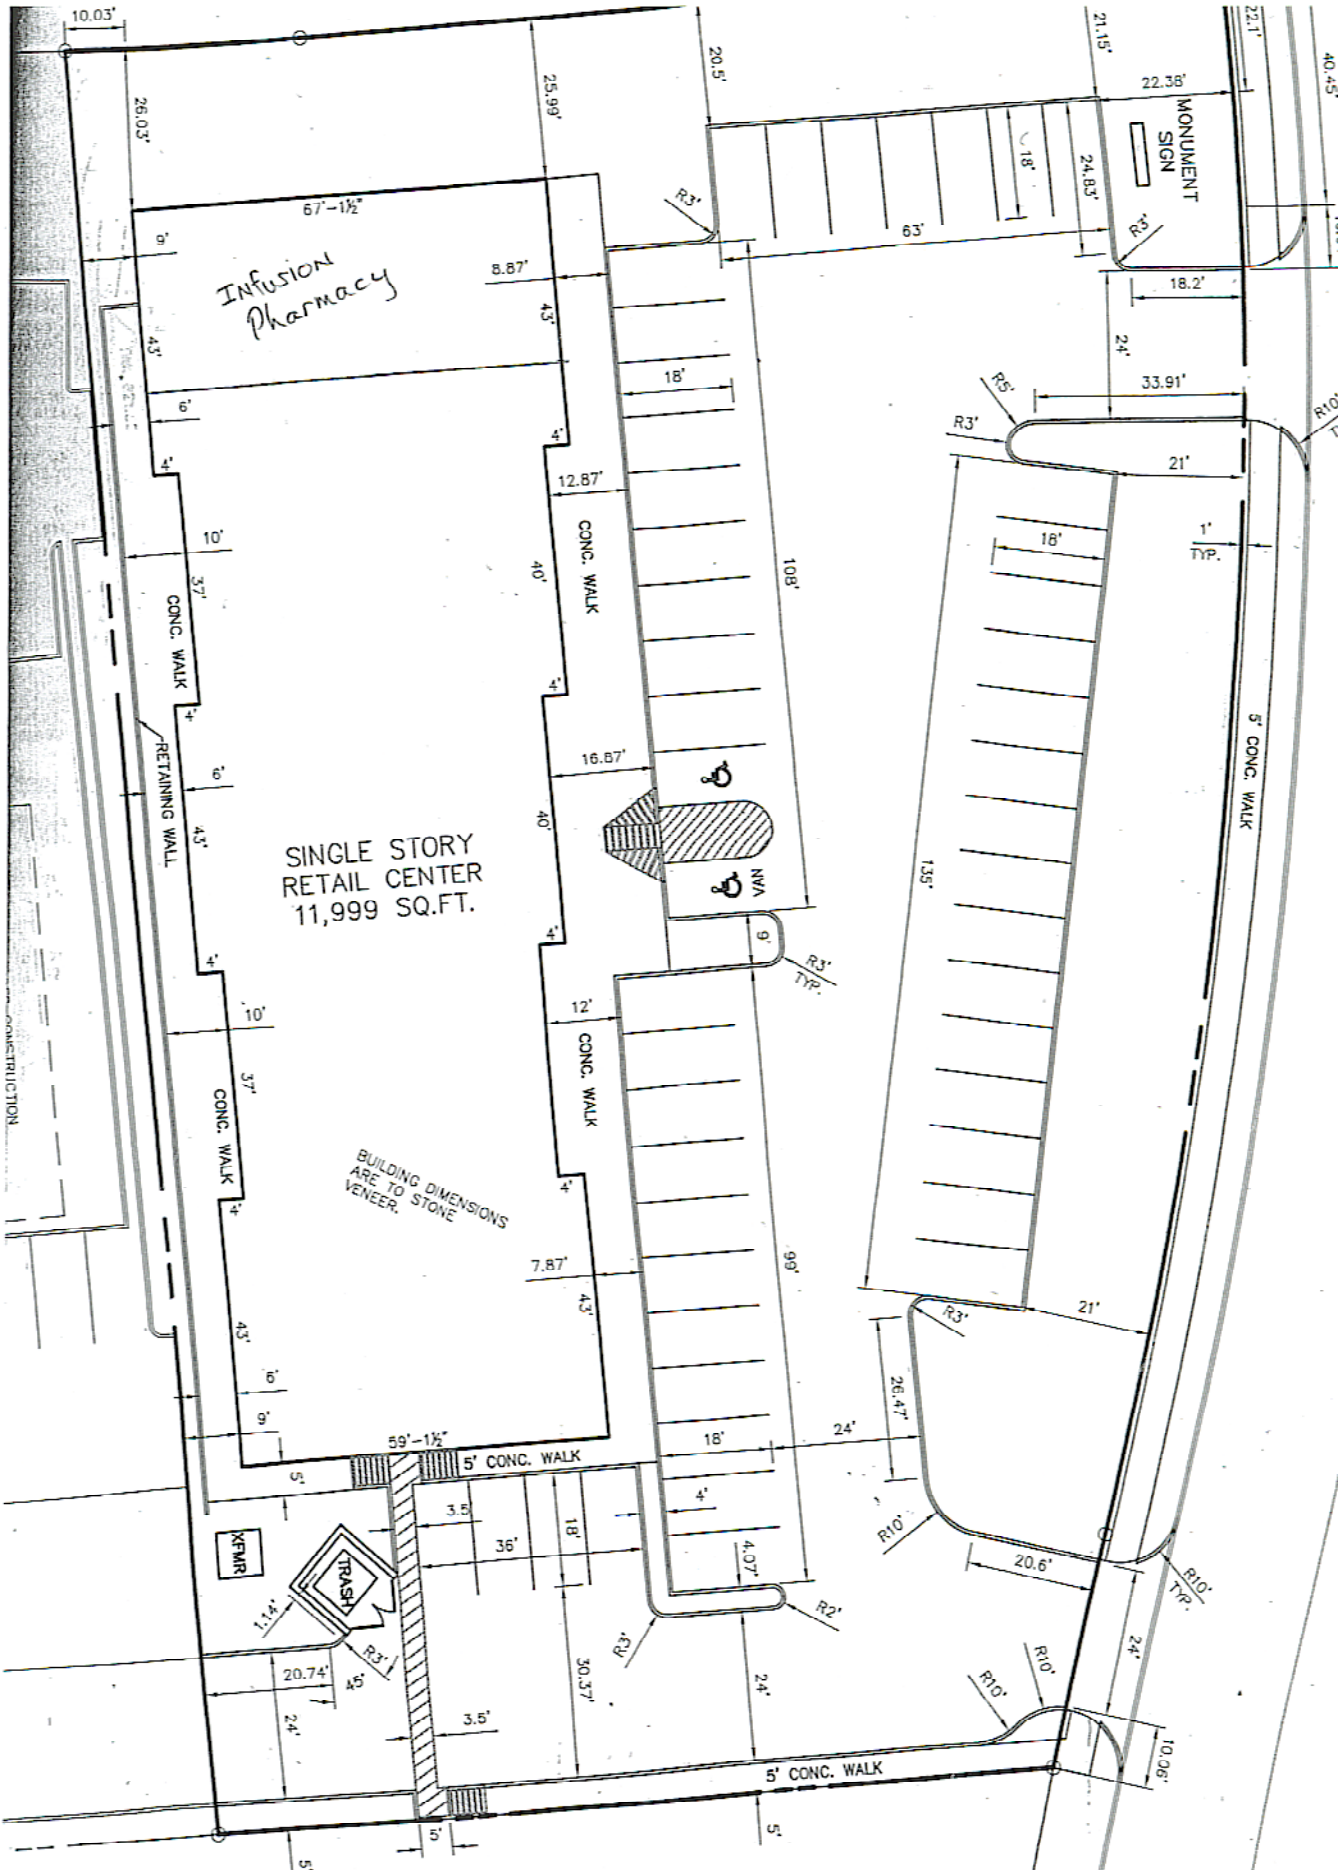 10.03'
26.03'
25.99'
20.5'
21.15'
22.38'
22.1'
40.45'
MONUMENT
SIGN
18'
24.83'
63'
R3'
R3'
18.2'
67'-1½"
9'
Infusion
Pharmacy
8.87'
43'
43'
24'
33.91'
R5'
R3'
R10'
21'
18'
6'
4'
4'
12.87'
10'
37'
CONC. WALK
40'
CONC. WALK
108'
18'
1'
TYP.
4'
4'
RETAINING WALL
6'
43'
16.87'
40'
5' CONC. WALK
135'
SINGLE STORY
RETAIL CENTER
11,999 SQ.FT.
VAN
4'
4'
9'
R3'
TYP.
10'
37'
CONC. WALK
12'
CONC. WALK
CONSTRUCTION
BUILDING DIMENSIONS
ARE TO STONE
VENEER.
4'
4'
7.87'
43'
99'
43'
6'
9'
R3'
21'
26.47'
59'-1½"
5' CONC. WALK
18'
24'
5'
3.5
36'
18'
4'
4.07'
R10'
20.6'
R10'
TYP.
XFMR
TRASH
1.14'
R3'
R3'
R2'
24'
20.74'
45'
24'
30.37'
24'
R10'
R10'
10.06'
3.5'
5' CONC. WALK
5'
5'
5'